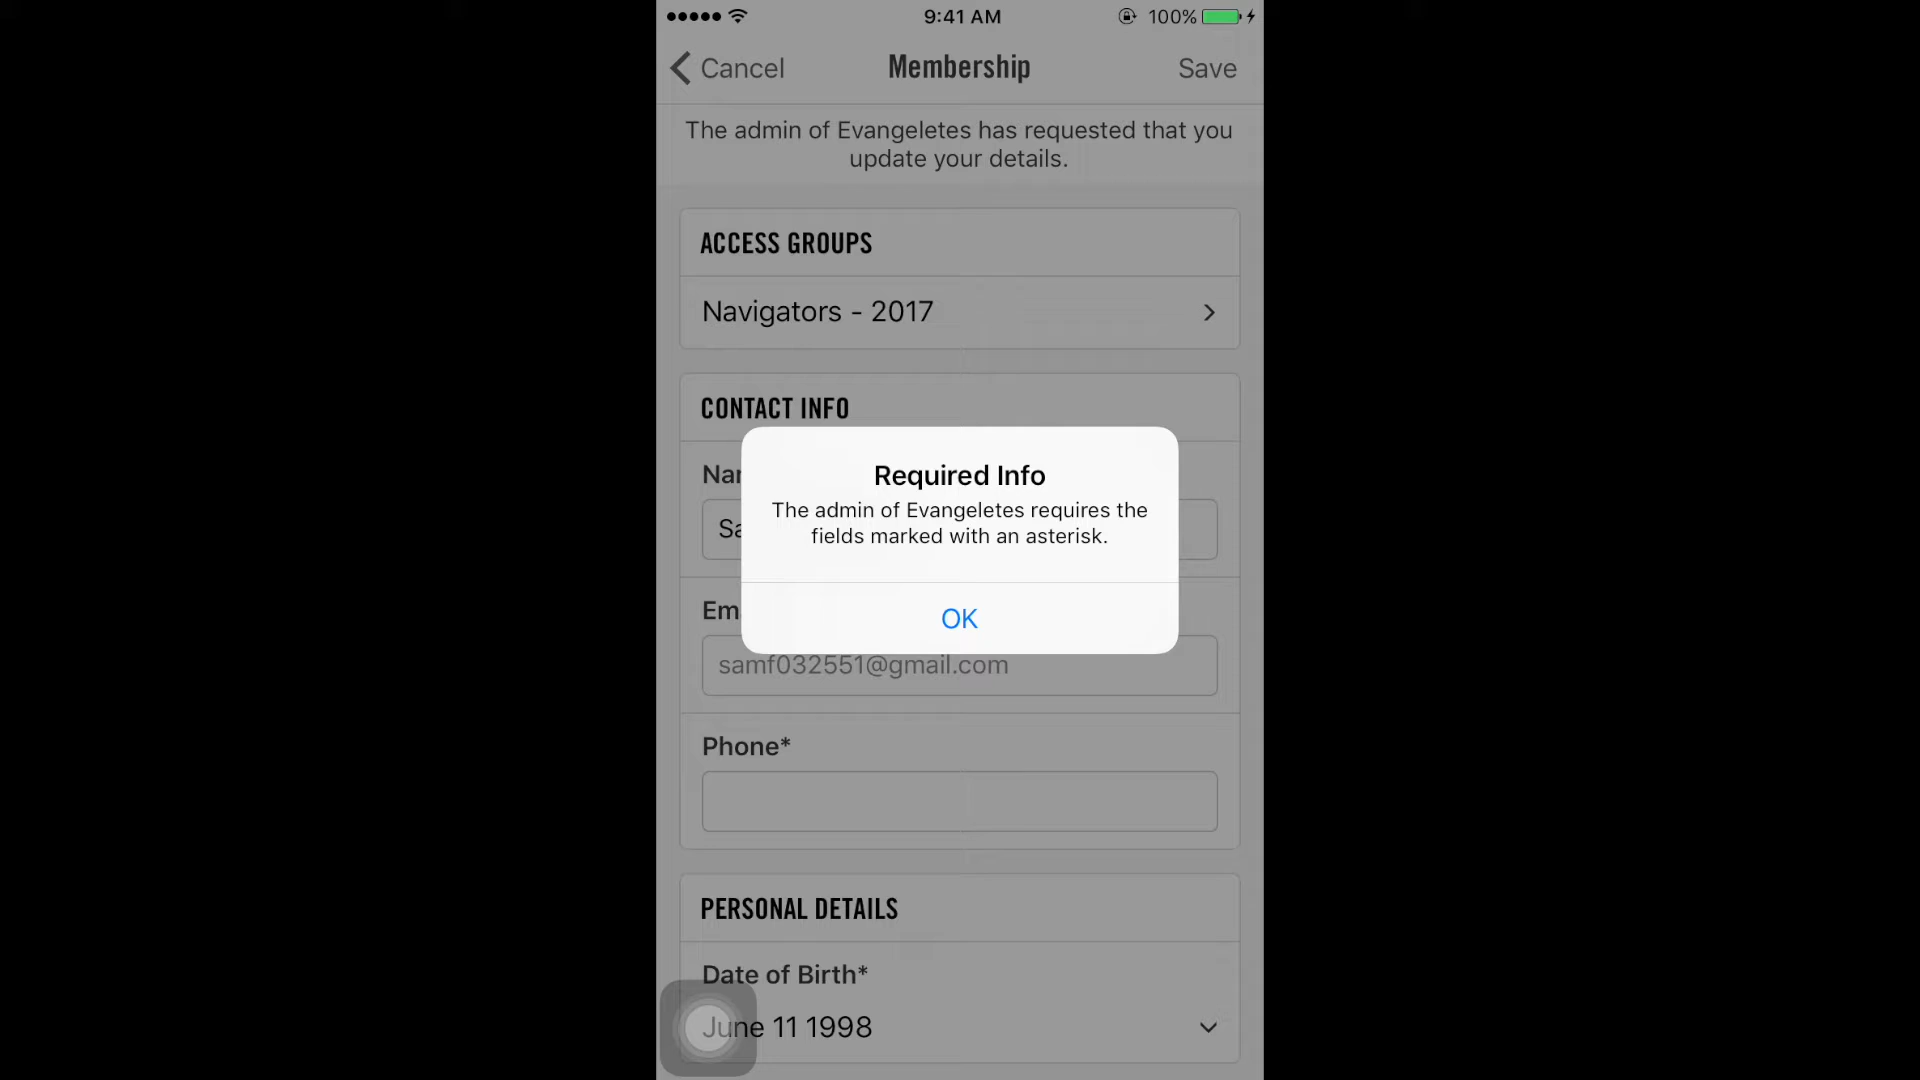 9:41 AM 100%
Cancel Membership Save
The admin of Evangeletes has requested that you
update your details.
ACCESS GROUPS
Navigators - 2017
CONTACT INFO
Required Info
The admin of Evangeletes requires the
fields marked with an asterisk.
OK
samf032551@gmail.com
Phone*
PERSONAL DETAILS
Date of Birth*
June 11 1998